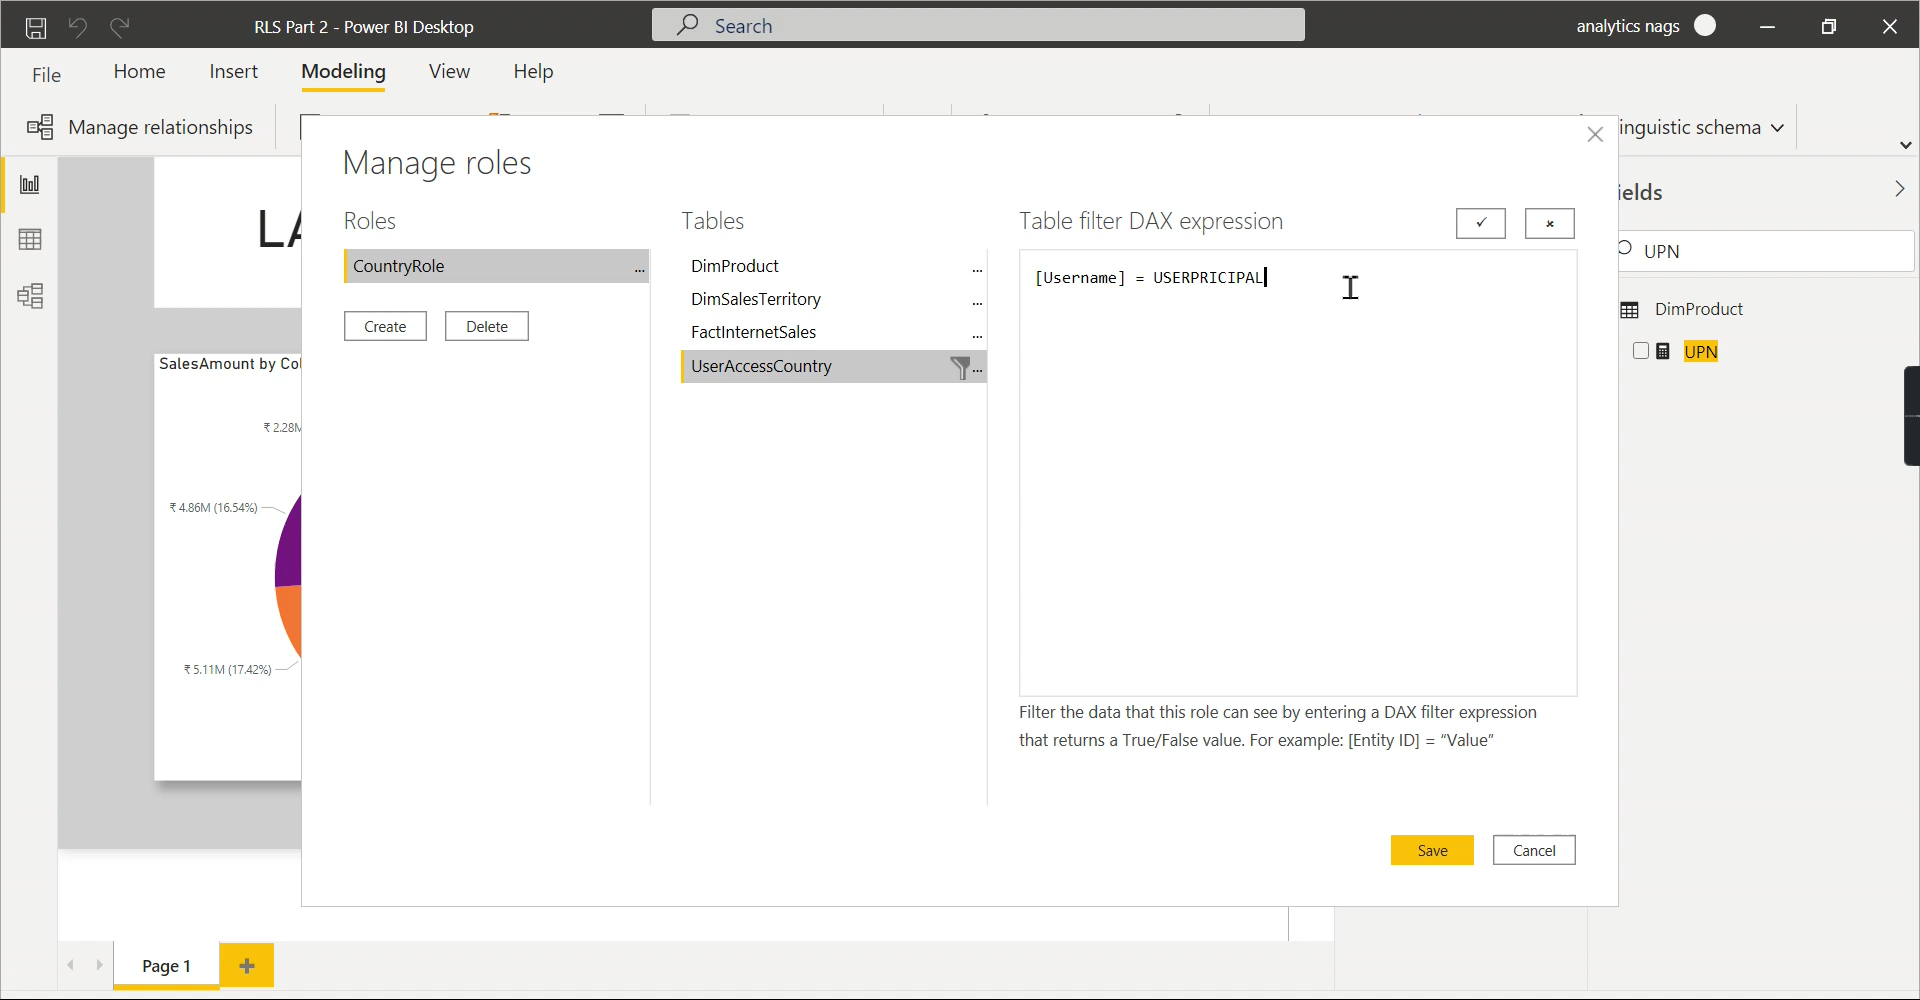 RLS Part 2 - Power BI Desktop
Search
analytics nags
File
Home
Insert
Modeling
View
Help
Manage relationships
inguistic schema
Manage roles
Roles
Tables
Table filter DAX expression
CountryRole
...
Create
Delete
DimProduct
...
DimSalesTerritory
...
FactInternetSales
...
UserAccessCountry
...
[Username] = USERPRICIPAL
Filter the data that this role can see by entering a DAX filter expression
that returns a True/False value. For example: [Entity ID] = “Value”
Save
Cancel
ields
UPN
DimProduct
UPN
LA
SalesAmount by Col
₹ 2.28M
₹ 4.86M (16.54%)
₹ 5.11M (17.42%)
Page 1